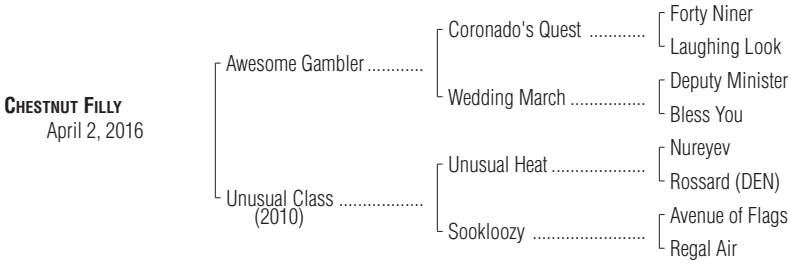 Forty Niner
Coronado's Quest ............
Laughing Look
Awesome Gambler ............
Deputy Minister
Wedding March ................
Bless You
CHESTNUT FILLY
April 2, 2016
Nureyev
Unusual Heat ....................
Rossard (DEN)
Unusual Class ..................
(2010)
Avenue of Flags
Sookloozy ........................
Regal Air